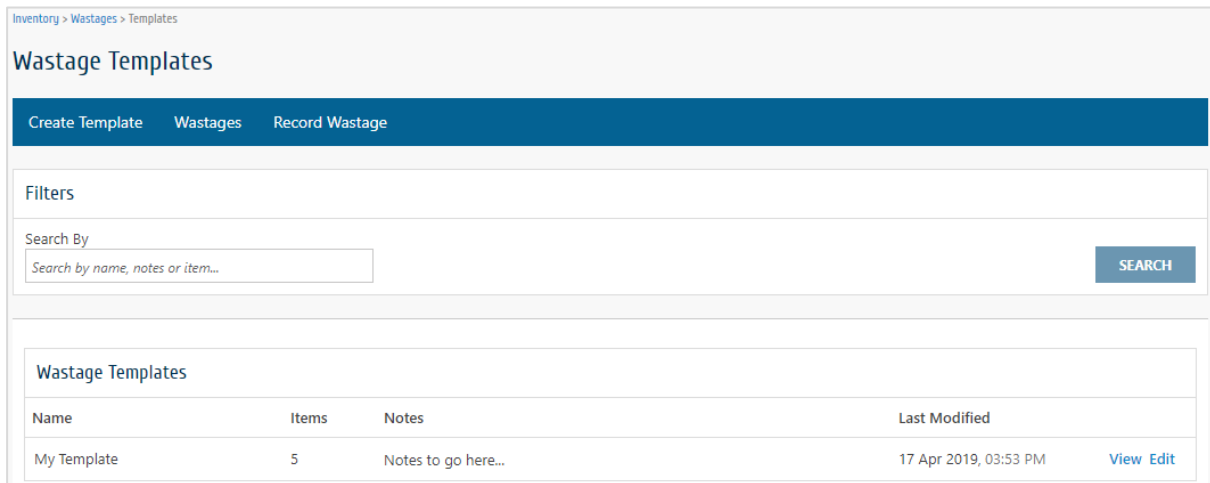 Inventory > Wastages > Templates
Wastage Templates
Create Template Wastages Record Wastage
Filters
Search By
Search by name, notes or item...
SEARCH
Wastage Templates
Name Items Notes Last Modified
My Template 5 Notes to go here... 17 Apr 2019, 03:53 PM View Edit